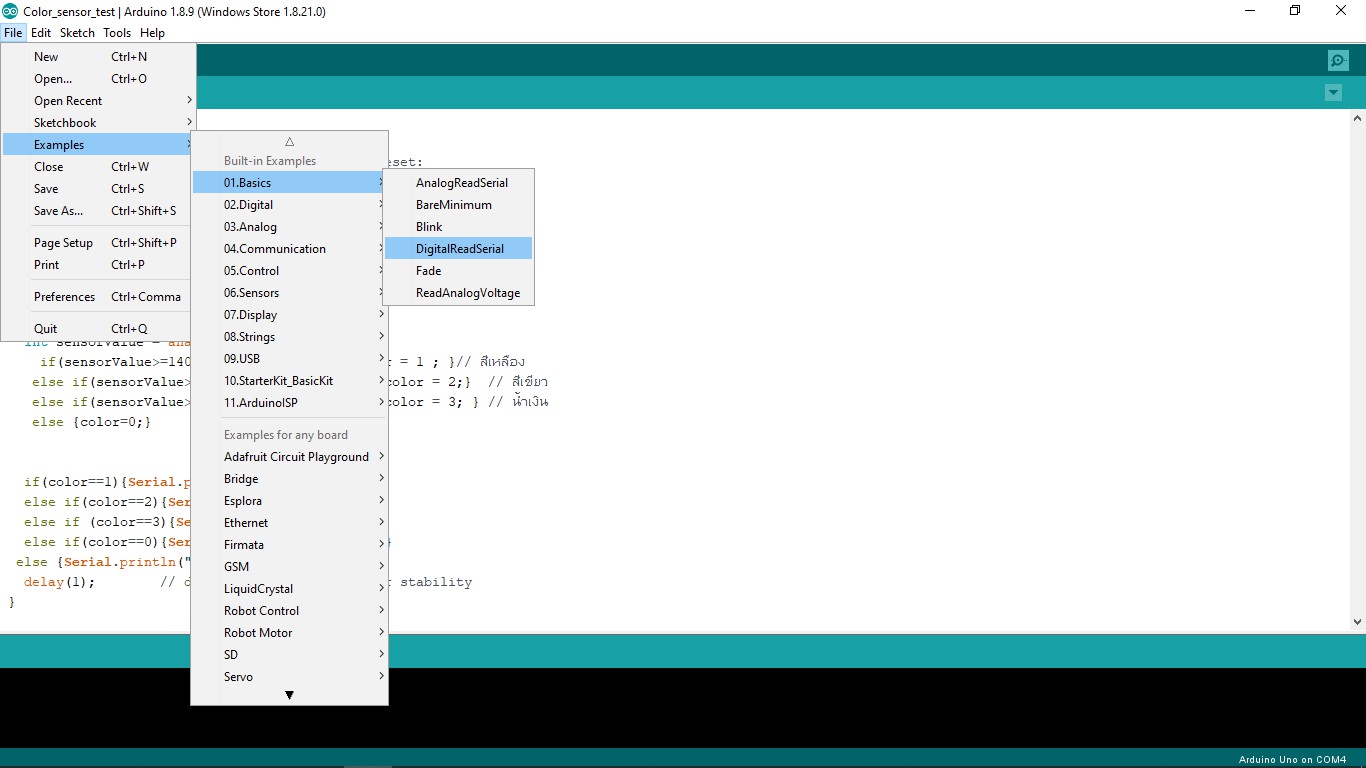 Color_sensor_test | Arduino 1.8.9 (Windows Store 1.8.21.0)
File Edit Sketch Tools Help
New Ctrl+N
Open... Ctrl+O
Open Recent
Sketchbook
Examples
Close Ctrl+W
Save Ctrl+S
Save As... Ctrl+Shift+S
Page Setup Ctrl+Shift+P
Print Ctrl+P
Preferences Ctrl+Comma
Quit Ctrl+Q
Built-in Examples
01.Basics
02.Digital
03.Analog
04.Communication
05.Control
06.Sensors
07.Display
08.Strings
09.USB
10.StarterKit_BasicKit
11.ArduinoISP
Examples for any board
Adafruit Circuit Playground
Bridge
Esplora
Ethernet
Firmata
GSM
LiquidCrystal
Robot Control
Robot Motor
SD
Servo
AnalogReadSerial
BareMinimum
Blink
DigitalReadSerial
Fade
ReadAnalogVoltage
eset:
int sensorValue = ana
if(sensorValue>=140 r = 1 ; }// สีเหลือง
else if(sensorValue> color = 2;} // สีเขียว
else if(sensorValue> color = 3; } // น้ำเงิน
else {color=0;}
if(color==1){Serial.p
else if(color==2){Ser
else if (color==3){Se
else if(color==0){Ser }
else {Serial.println("
delay(1); // d r stability
}
Arduino Uno on COM4